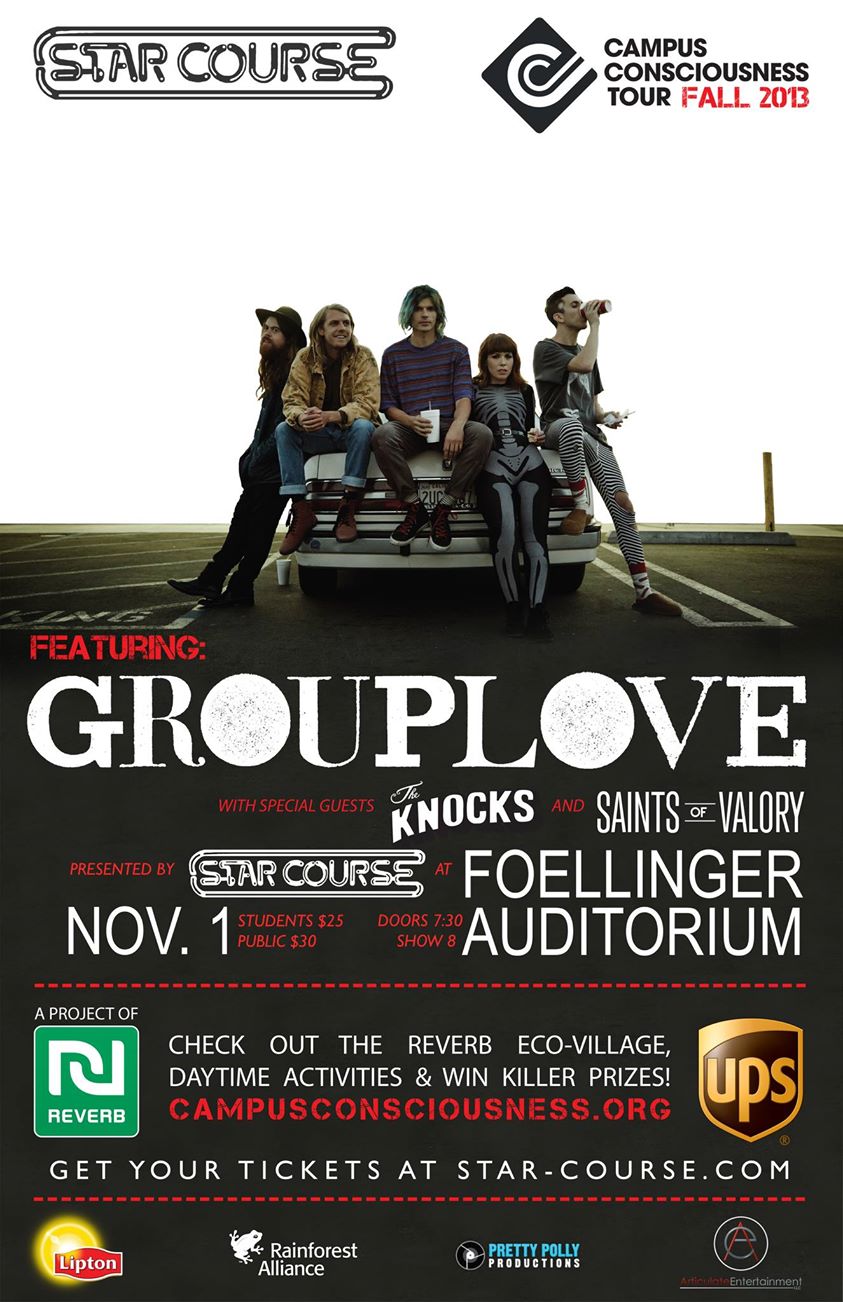 STAR COURSE
CAMPUS
CONSCIOUSNESS
TOUR FALL 2013
2UC
KING
FEATURING:
GROUPLOVE
WITH SPECIAL GUESTS The KNOCKS AND SAINTS OF VALORY
PRESENTED BY STAR COURSE AT FOELLINGER
AUDITORIUM
NOV. 1
STUDENTS $25
PUBLIC $30
DOORS 7:30
SHOW 8
A PROJECT OF
REVERB
CHECK OUT THE REVERB ECO-VILLAGE,
DAYTIME ACTIVITIES & WIN KILLER PRIZES!
CAMPUSCONSCIOUSNESS.ORG
ups
®
GET YOUR TICKETS AT STAR-COURSE.COM
Lipton
Rainforest
Alliance
PRETTY POLLY
PRODUCTIONS
Articulate Entertainment
LLC